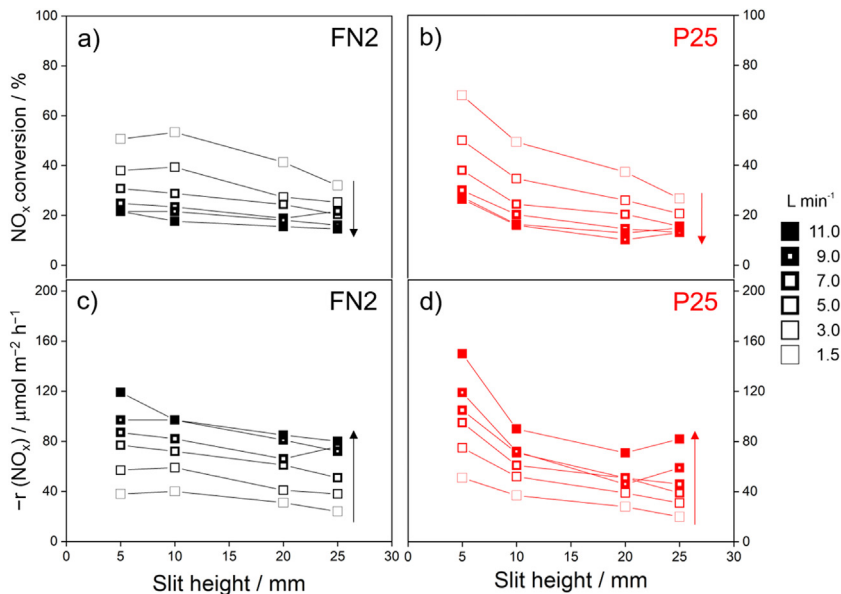 a) FN2
b) P25
NOx conversion / %
100
80
60
40
20
0
100
80
60
40
20
0
L min⁻¹
11.0
9.0
7.0
5.0
3.0
1.5
c) FN2
d) P25
−r (NOx) / μmol m⁻² h⁻¹
200
160
120
80
40
0
200
160
120
80
40
0
0 5 10 15 20 25 30
0 5 10 15 20 25 30
Slit height / mm
Slit height / mm